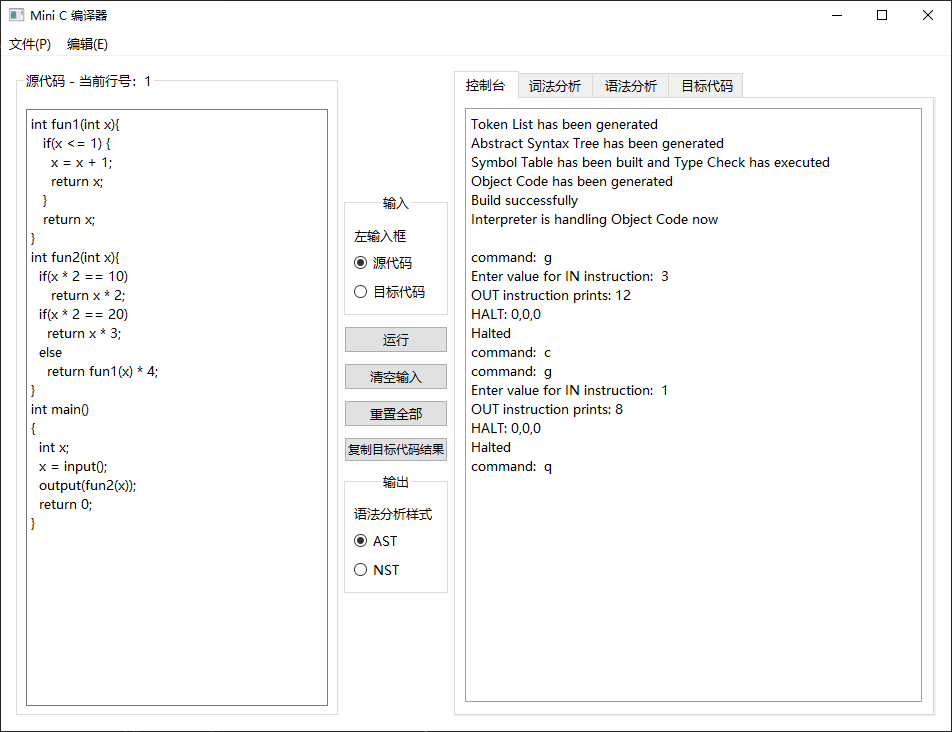 Mini C 编译器
文件(P) 编辑(E)
源代码 - 当前行号：1
int fun1(int x){
if(x <= 1) {
x = x + 1;
return x;
}
return x;
}
int fun2(int x){
if(x * 2 == 10)
return x * 2;
if(x * 2 == 20)
return x * 3;
else
return fun1(x) * 4;
}
int main()
{
int x;
x = input();
output(fun2(x));
return 0;
}
输入
左输入框
源代码
目标代码
运行
清空输入
重置全部
复制目标代码结果
输出
语法分析样式
AST
NST
控制台 词法分析 语法分析 目标代码
Token List has been generated
Abstract Syntax Tree has been generated
Symbol Table has been built and Type Check has executed
Object Code has been generated
Build successfully
Interpreter is handling Object Code now
command: g
Enter value for IN instruction: 3
OUT instruction prints: 12
HALT: 0,0,0
Halted
command: c
command: g
Enter value for IN instruction: 1
OUT instruction prints: 8
HALT: 0,0,0
Halted
command: q